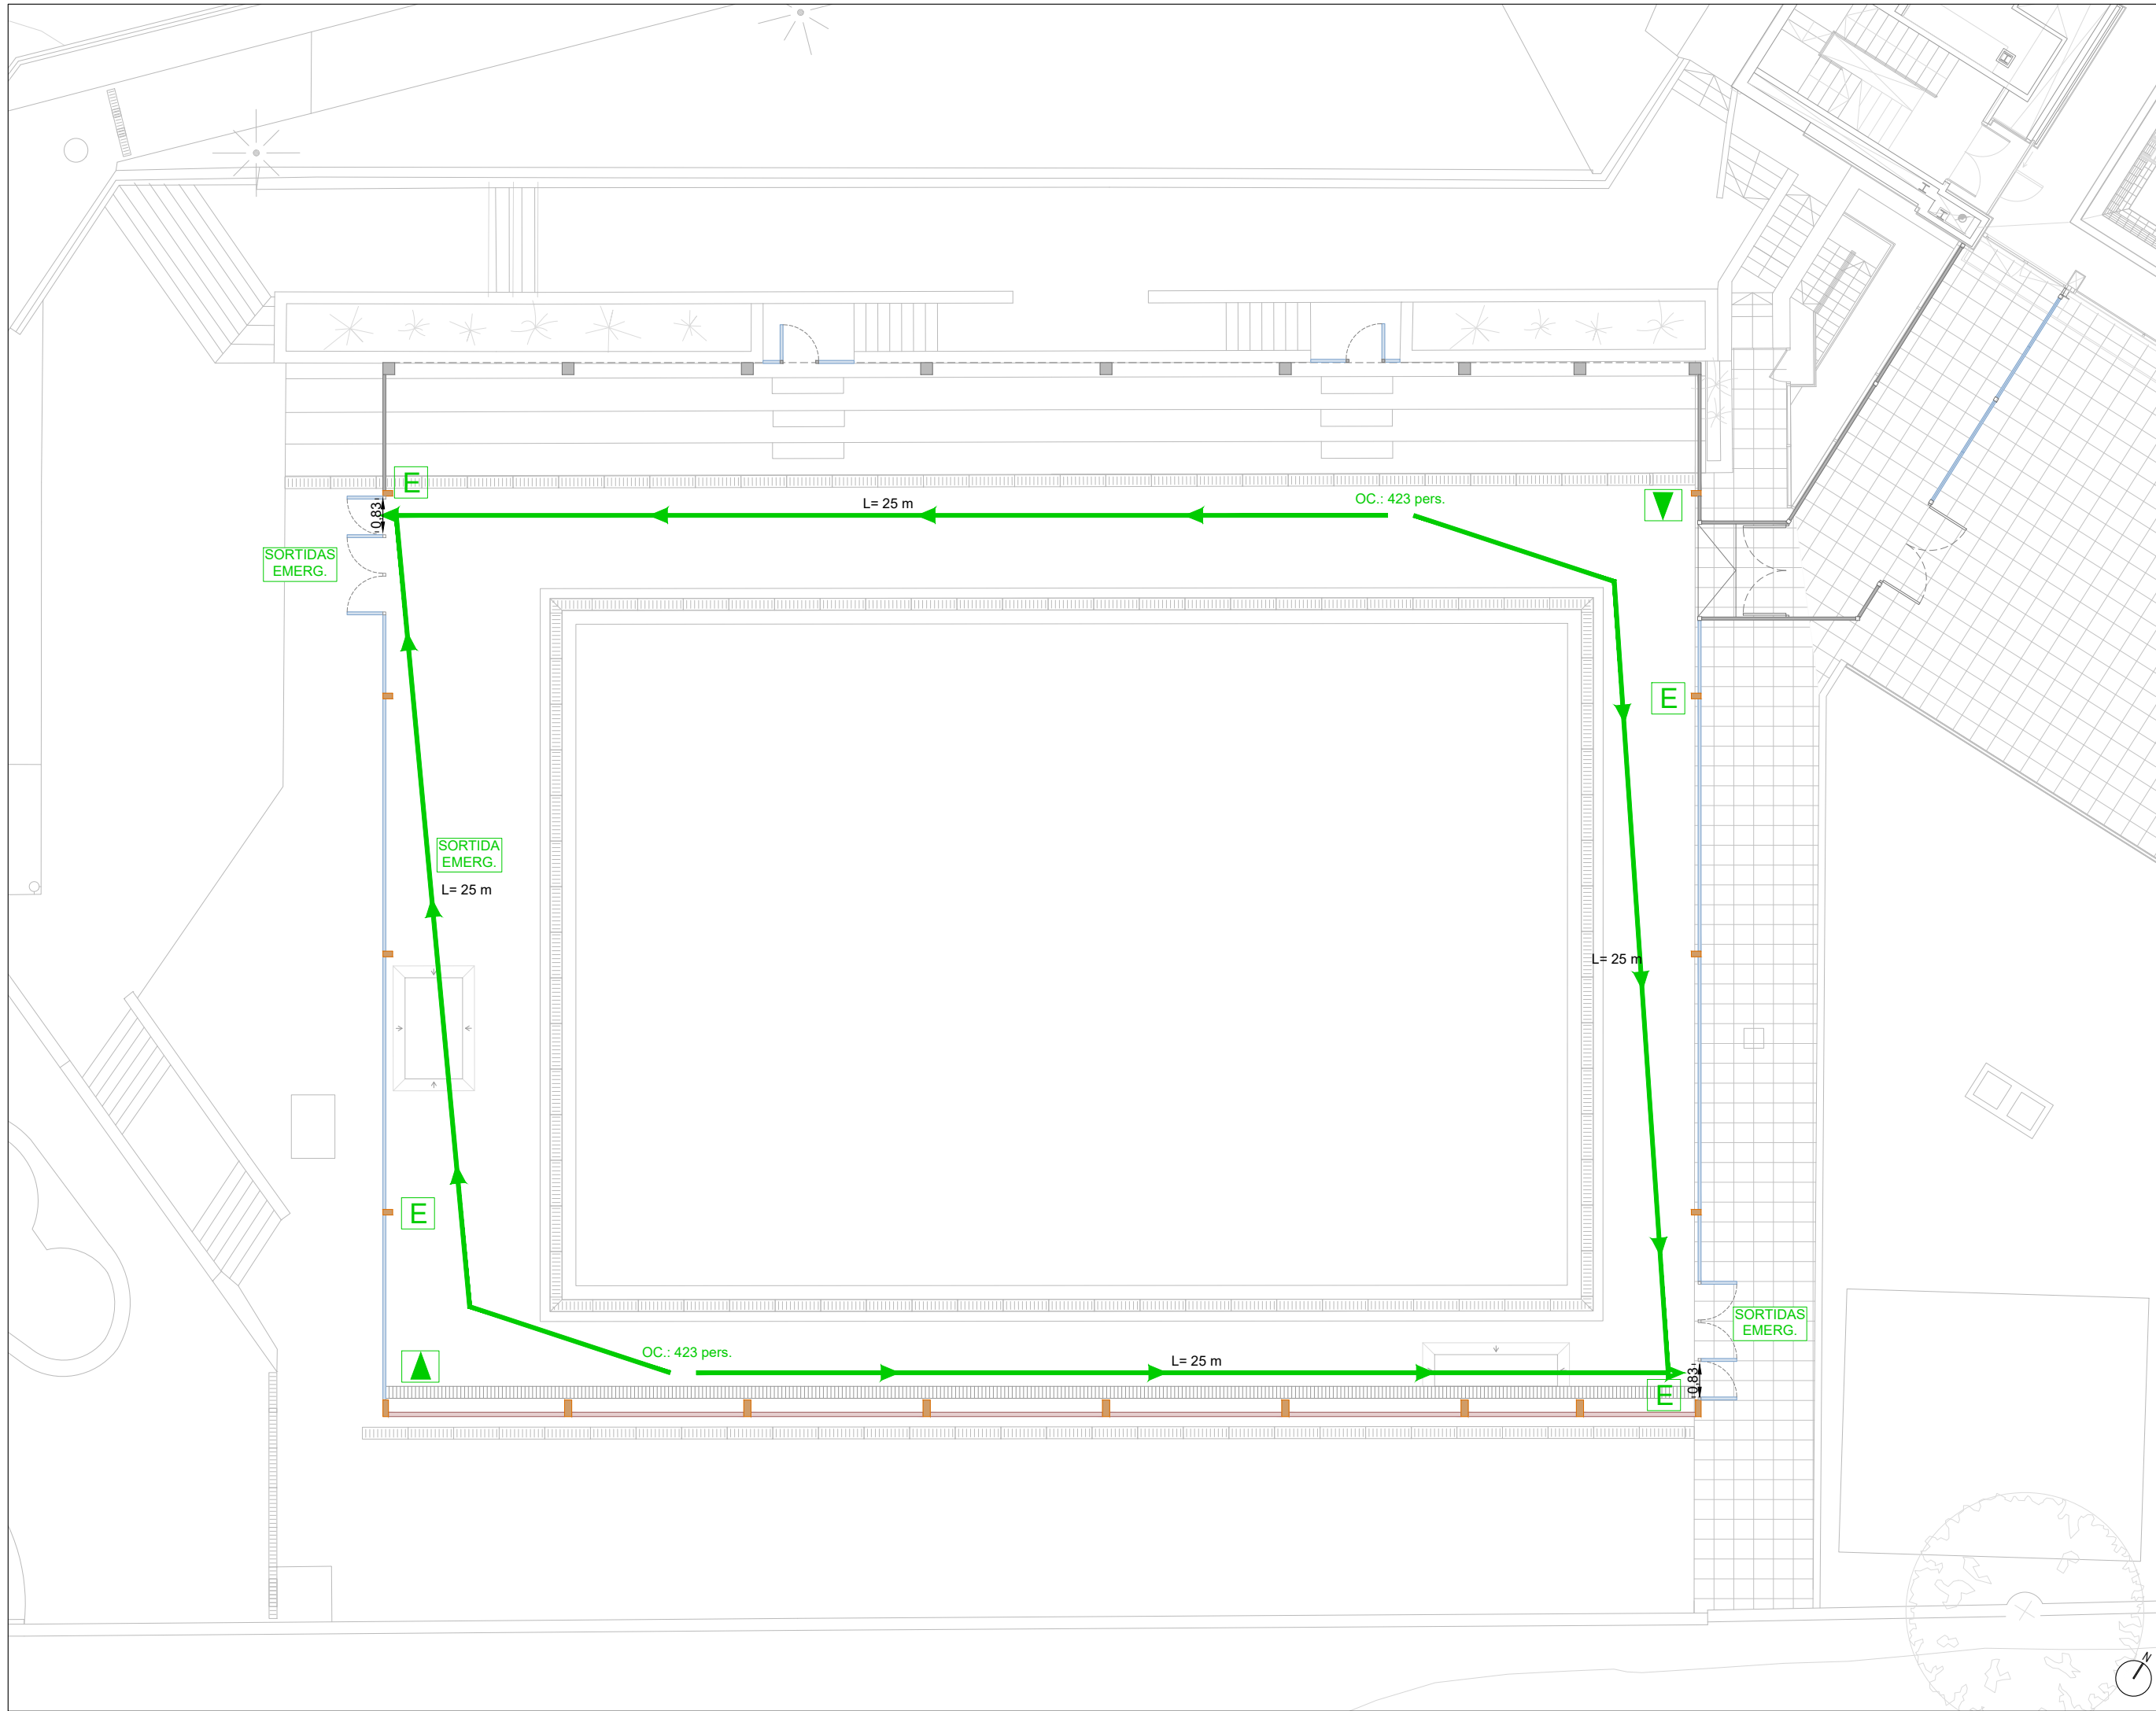 E
L= 25 m
OC.: 423 pers.
0,83
SORTIDAS
EMERG.
E
SORTIDA
EMERG.
L= 25 m
L= 25 m
E
SORTIDAS
EMERG.
OC.: 423 pers.
L= 25 m
0,83
E
N